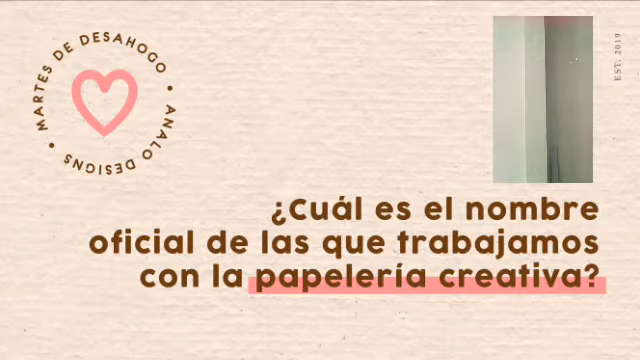 MARTES DE DESAHOGO •
ANALO DESIGNS •
EST. 2019
¿Cuál es el nombre
oficial de las que trabajamos
con la papelería creativa?